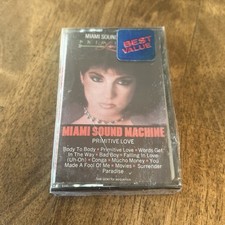 MIAMI SOUND
BEST
VALUE
MIAMI SOUND MACHINE
PRIMITIVE LOVE
Body To Body • Primitive Love • Words Get
In The Way • Bad Boy • Falling In Love
(Uh-Oh) • Conga • Mucho Money • You
Made A Fool Of Me • Movies • Surrender
Paradise